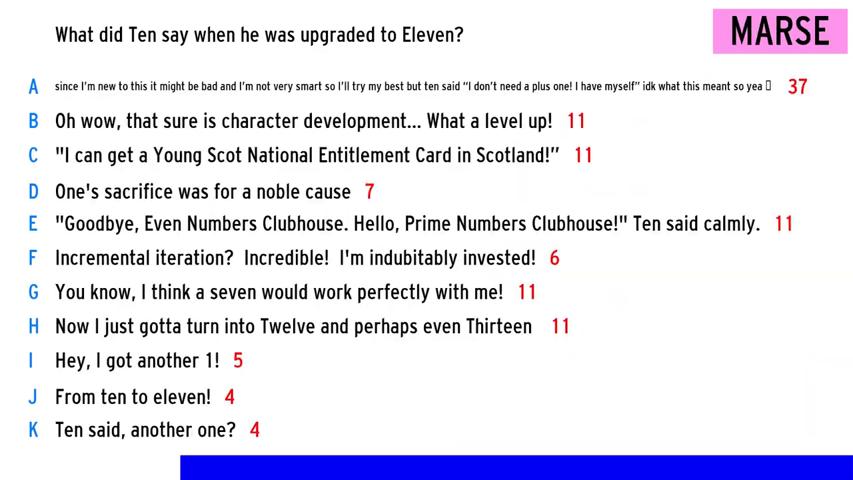 What did Ten say when he was upgraded to Eleven?
MARSE
A since I'm new to this it might be bad and I'm not very smart so I'll try my best but ten said “I don't need a plus one! I have myself” idk what this meant so yea 37
B Oh wow, that sure is character development... What a level up! 11
C "I can get a Young Scot National Entitlement Card in Scotland!” 11
D One's sacrifice was for a noble cause 7
E "Goodbye, Even Numbers Clubhouse. Hello, Prime Numbers Clubhouse!" Ten said calmly. 11
F Incremental iteration? Incredible! I'm indubitably invested! 6
G You know, I think a seven would work perfectly with me! 11
H Now I just gotta turn into Twelve and perhaps even Thirteen 11
I Hey, I got another 1! 5
J From ten to eleven! 4
K Ten said, another one? 4